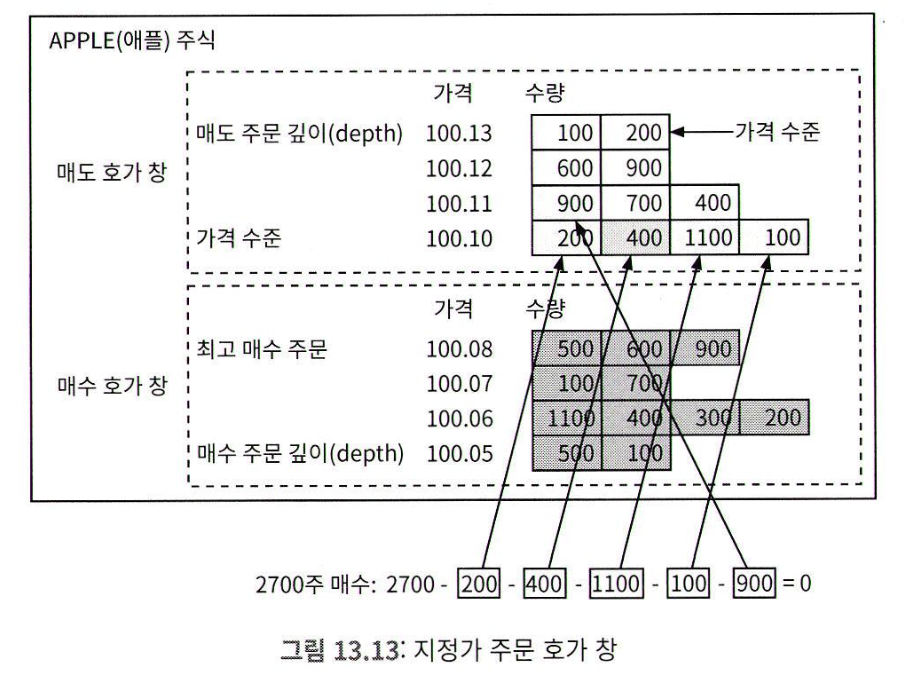 APPLE(애플) 주식
가격 수량
매도 주문 깊이(depth) 100.13 100 200 가격 수준
매도 호가 창
100.12 600 900
100.11 900 700 400
가격 수준 100.10 200 400 1100 100
가격 수량
최고 매수 주문 100.08 500 600 900
매수 호가 창
100.07 100 700
100.06 1100 400 300 200
매수 주문 깊이(depth) 100.05 500 100
2700주 매수: 2700 - 200 - 400 - 1100 - 100 - 900 = 0
그림 13.13: 지정가 주문 호가 창